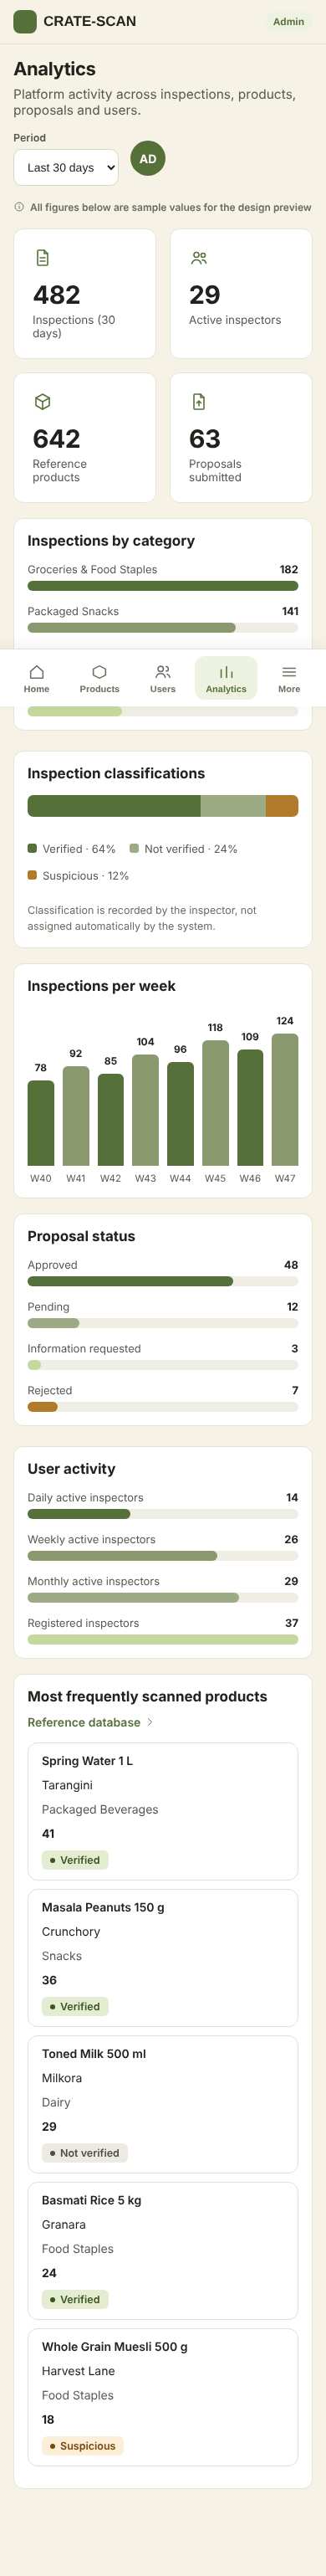 CRATE-SCAN
Admin
Analytics
Platform activity across inspections, products,
proposals and users.
Period
Last 30 days
AD
All figures below are sample values for the design preview
482
Inspections (30
days)
29
Active inspectors
642
Reference
products
63
Proposals
submitted
Inspections by category
Groceries & Food Staples 182
Packaged Snacks 141
Home
Products
Users
Analytics
More
Inspection classifications
Verified · 64%
Not verified · 24%
Suspicious · 12%
Classification is recorded by the inspector, not
assigned automatically by the system.
Inspections per week
78 92 85 104 96 118 109 124
W40 W41 W42 W43 W44 W45 W46 W47
Proposal status
Approved 48
Pending 12
Information requested 3
Rejected 7
User activity
Daily active inspectors 14
Weekly active inspectors 26
Monthly active inspectors 29
Registered inspectors 37
Most frequently scanned products
Reference database
Spring Water 1 L
Tarangini
Packaged Beverages
41
Verified
Masala Peanuts 150 g
Crunchory
Snacks
36
Verified
Toned Milk 500 ml
Milkora
Dairy
29
Not verified
Basmati Rice 5 kg
Granara
Food Staples
24
Verified
Whole Grain Muesli 500 g
Harvest Lane
Food Staples
18
Suspicious